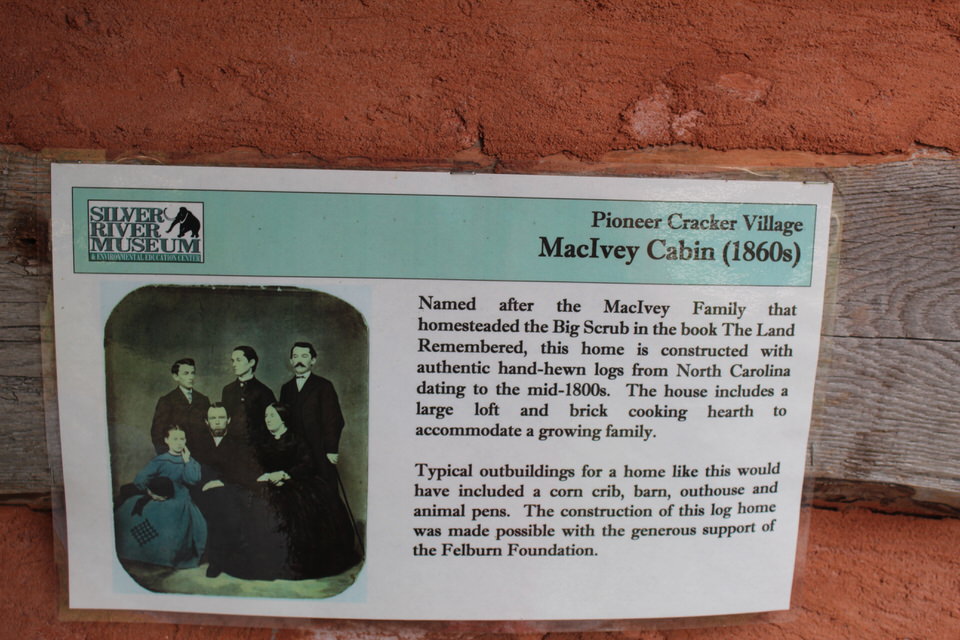 SILVER
RIVER
MUSEUM
& ENVIRONMENTAL EDUCATION CENTER
Pioneer Cracker Village
MacIvey Cabin (1860s)
Named after the MacIvey Family that
homesteaded the Big Scrub in the book The Land
Remembered, this home is constructed with
authentic hand-hewn logs from North Carolina
dating to the mid-1800s. The house includes a
large loft and brick cooking hearth to
accommodate a growing family.
Typical outbuildings for a home like this would
have included a corn crib, barn, outhouse and
animal pens. The construction of this log home
was made possible with the generous support of
the Felburn Foundation.